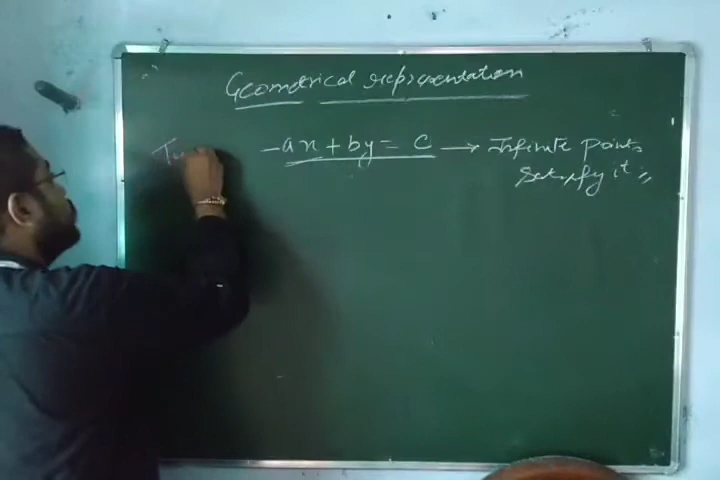 Geometrical representation
ax + by = c → Infinite points
satisfy it